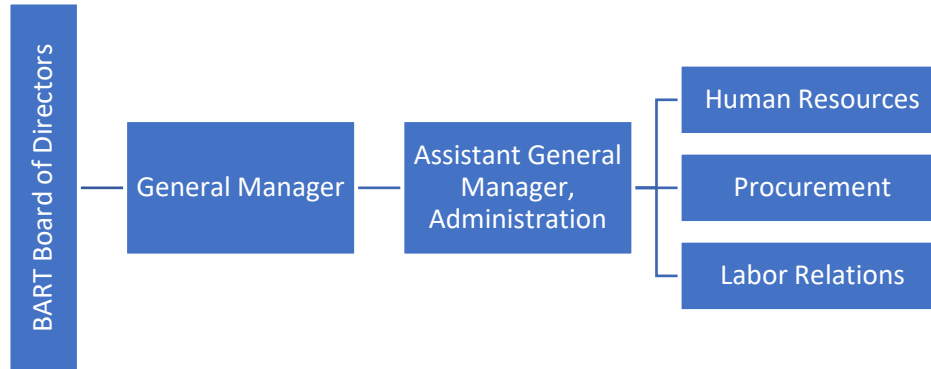 BART Board of Directors
General Manager
Assistant General
Manager,
Administration
Human Resources
Procurement
Labor Relations